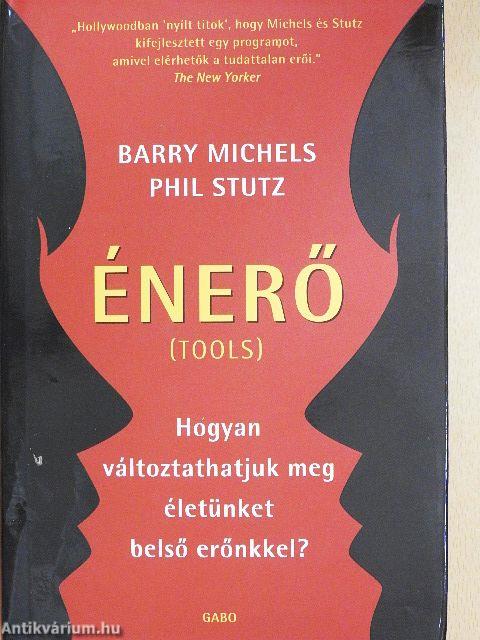 „Hollywoodban 'nyílt titok', hogy Michels és Stutz
kifejlesztett egy programot,
amivel elérhetők a tudattalan erői."
The New Yorker
BARRY MICHELS
PHIL STUTZ
ÉNERŐ
(TOOLS)
Hogyan
változtathatjuk meg
életünket
belső erőnkkel?
GABO
Antikvárium.hu